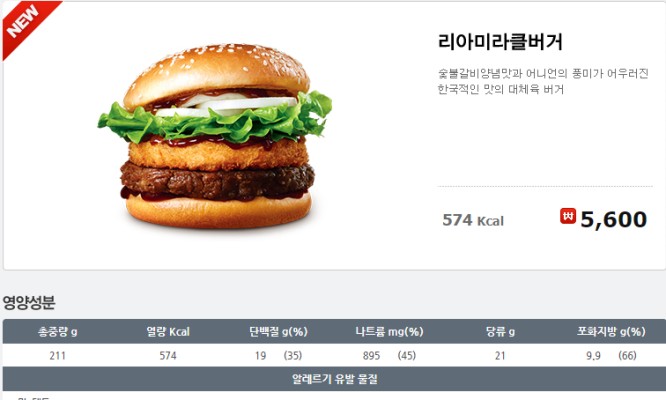 NEW
리아미라클버거
숯불갈비양념맛과 어니언의 풍미가 어우러진
한국적인 맛의 대체육 버거
574 Kcal ₩ 5,600
영양성분
총중량 g 열량 Kcal 단백질 g(%) 나트륨 mg(%) 당류 g 포화지방 g(%)
211 574 19 (35) 895 (45) 21 9.9 (66)
알레르기 유발 물질